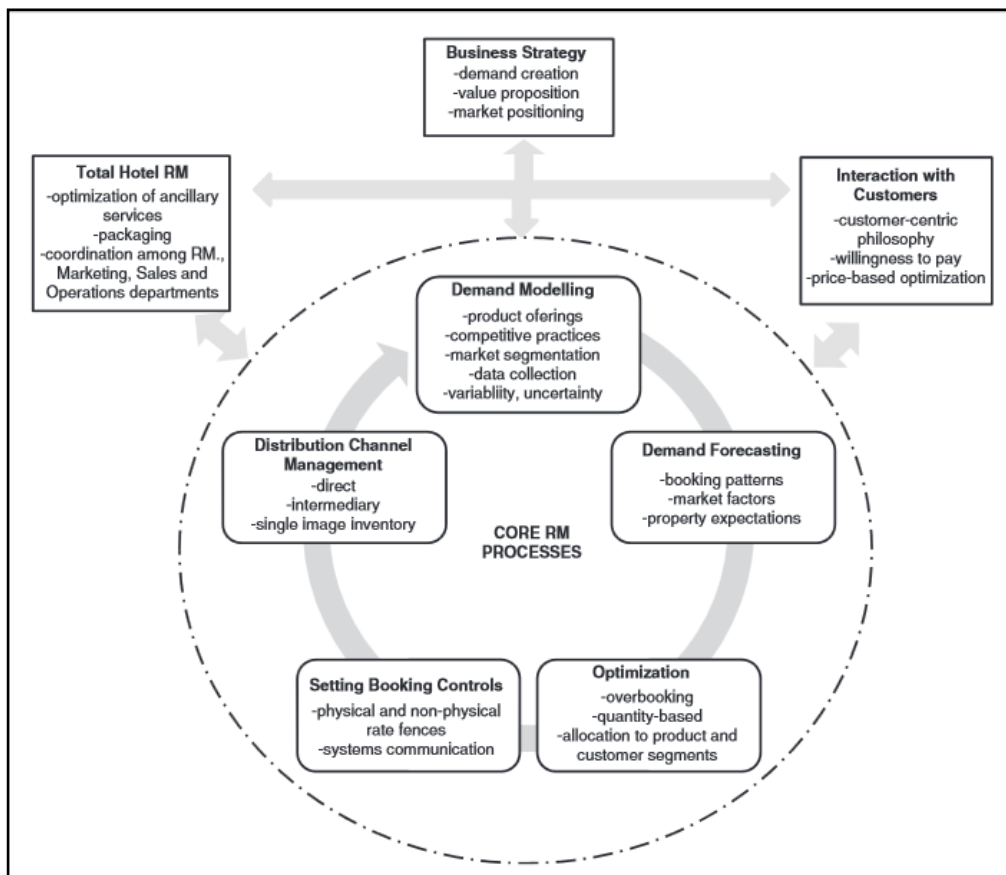 Business Strategy
-demand creation
-value proposition
-market positioning
Total Hotel RM
-optimization of ancillary
services
-packaging
-coordination among RM.,
Marketing, Sales and
Operations departments
Interaction with
Customers
-customer-centric
philosophy
-willingness to pay
-price-based optimization
Demand Modelling
-product oferings
-competitive practices
-market segmentation
-data collection
-variabliity, uncertainty
Distribution Channel
Management
-direct
-intermediary
-single image inventory
Demand Forecasting
-booking patterns
-market factors
-property expectations
CORE RM
PROCESSES
Setting Booking Controls
-physical and non-physical
rate fences
-systems communication
Optimization
-overbooking
-quantity-based
-allocation to product and
customer segments